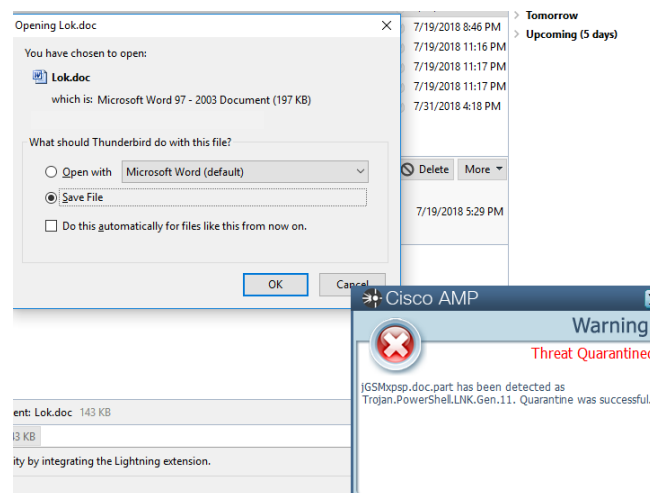 Opening Lok.doc
You have chosen to open:
Lok.doc
which is: Microsoft Word 97 - 2003 Document (197 KB)
What should Thunderbird do with this file?
Open with Microsoft Word (default)
Save File
Do this automatically for files like this from now on.
OK Cancel
7/19/2018 8:46 PM
7/19/2018 11:16 PM
7/19/2018 11:17 PM
7/19/2018 11:17 PM
7/31/2018 4:18 PM
Tomorrow
Upcoming (5 days)
Delete More
7/19/2018 5:29 PM
Cisco AMP
Warning
Threat Quarantined
jGSMxpsp.doc.part has been detected as
Trojan.PowerShell.LNK.Gen.11. Quarantine was successful.
ent: Lok.doc 143 KB
3 KB
ity by integrating the Lightning extension.